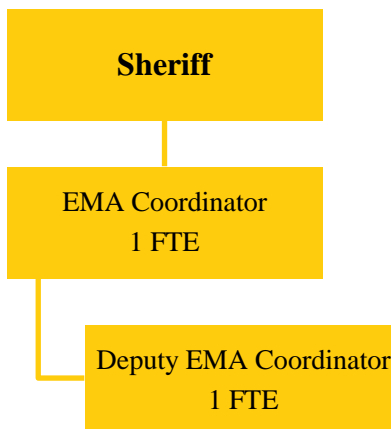 Sheriff
EMA Coordinator
1 FTE
Deputy EMA Coordinator
1 FTE